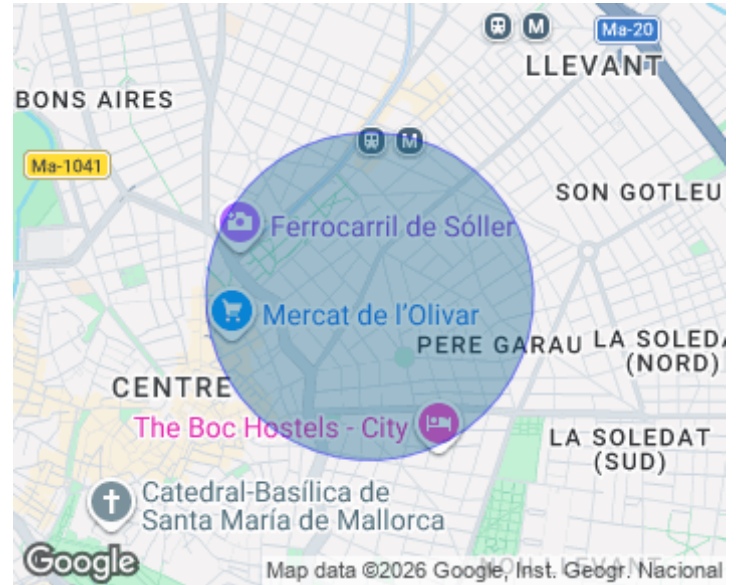 Ma-20
LLEVANT
BONS AIRES
M
M
Ma-1041
SON GOTLEU
Ferrocarril de Sóller
Mercat de l'Olivar
PERE GARAU
LA SOLEDA
(NORD)
CENTRE
The Boc Hostels - City
LA SOLEDAT
(SUD)
Catedral-Basílica de
Santa María de Mallorca
NOU LLEVANT
Google
Map data ©2026 Google, Inst. Geogr. Nacional